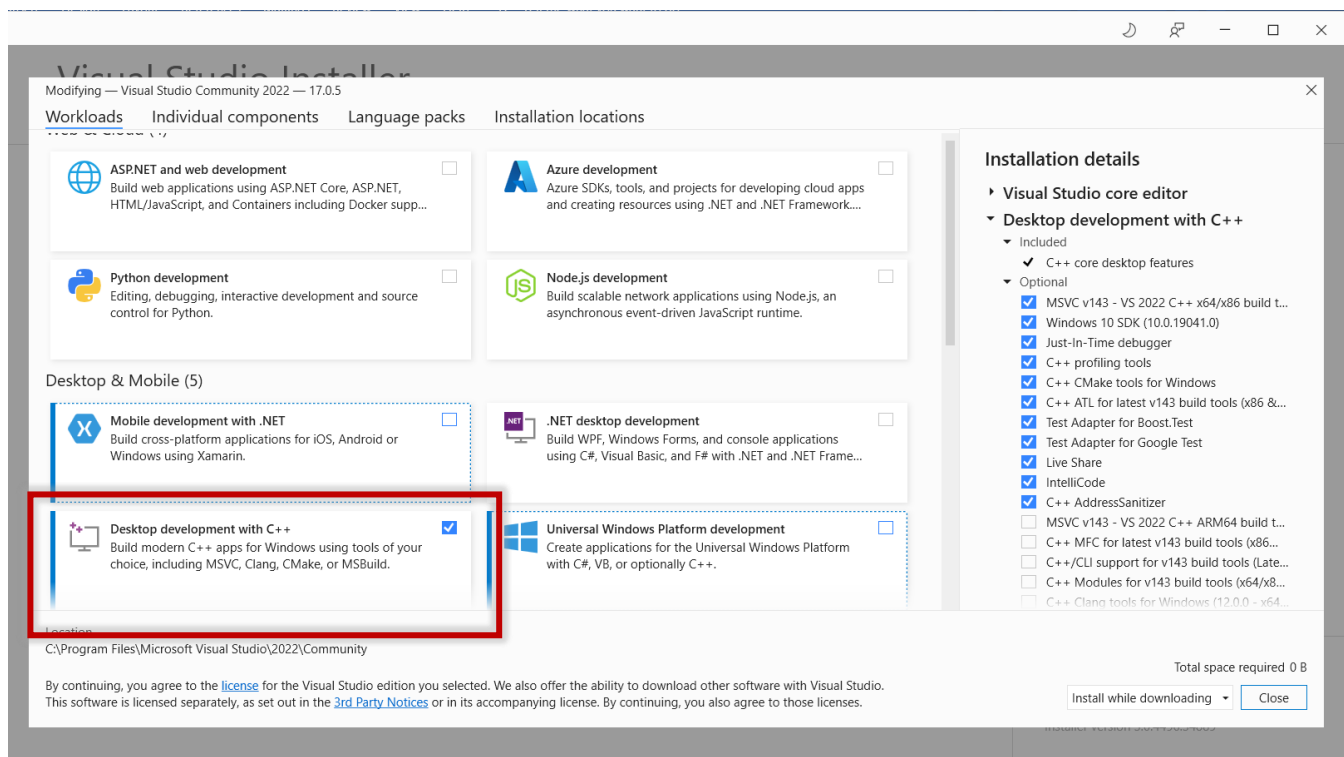 Visual Studio Installer
Modifying — Visual Studio Community 2022 — 17.0.5
Workloads Individual components Language packs Installation locations
Web & Cloud (4)
ASP.NET and web development
Build web applications using ASP.NET Core, ASP.NET,
HTML/JavaScript, and Containers including Docker supp...
Azure development
Azure SDKs, tools, and projects for developing cloud apps
and creating resources using .NET and .NET Framework....
Python development
Editing, debugging, interactive development and source
control for Python.
Node.js development
Build scalable network applications using Node.js, an
asynchronous event-driven JavaScript runtime.
Desktop & Mobile (5)
Mobile development with .NET
Build cross-platform applications for iOS, Android or
Windows using Xamarin.
.NET
.NET desktop development
Build WPF, Windows Forms, and console applications
using C#, Visual Basic, and F# with .NET and .NET Frame...
Desktop development with C++
Build modern C++ apps for Windows using tools of your
choice, including MSVC, Clang, CMake, or MSBuild.
Universal Windows Platform development
Create applications for the Universal Windows Platform
with C#, VB, or optionally C++.
Installation details
Visual Studio core editor
Desktop development with C++
Included
C++ core desktop features
Optional
MSVC v143 - VS 2022 C++ x64/x86 build t...
Windows 10 SDK (10.0.19041.0)
Just-In-Time debugger
C++ profiling tools
C++ CMake tools for Windows
C++ ATL for latest v143 build tools (x86 &...
Test Adapter for Boost.Test
Test Adapter for Google Test
Live Share
IntelliCode
C++ AddressSanitizer
MSVC v143 - VS 2022 C++ ARM64 build t...
C++ MFC for latest v143 build tools (x86...
C++/CLI support for v143 build tools (Late...
C++ Modules for v143 build tools (x64/x8...
C++ Clang tools for Windows (12.0.0 - x64...
Location
C:\Program Files\Microsoft Visual Studio\2022\Community
By continuing, you agree to the license for the Visual Studio edition you selected. We also offer the ability to download other software with Visual Studio.
This software is licensed separately, as set out in the 3rd Party Notices or in its accompanying license. By continuing, you also agree to those licenses.
Total space required 0 B
Install while downloading
Close